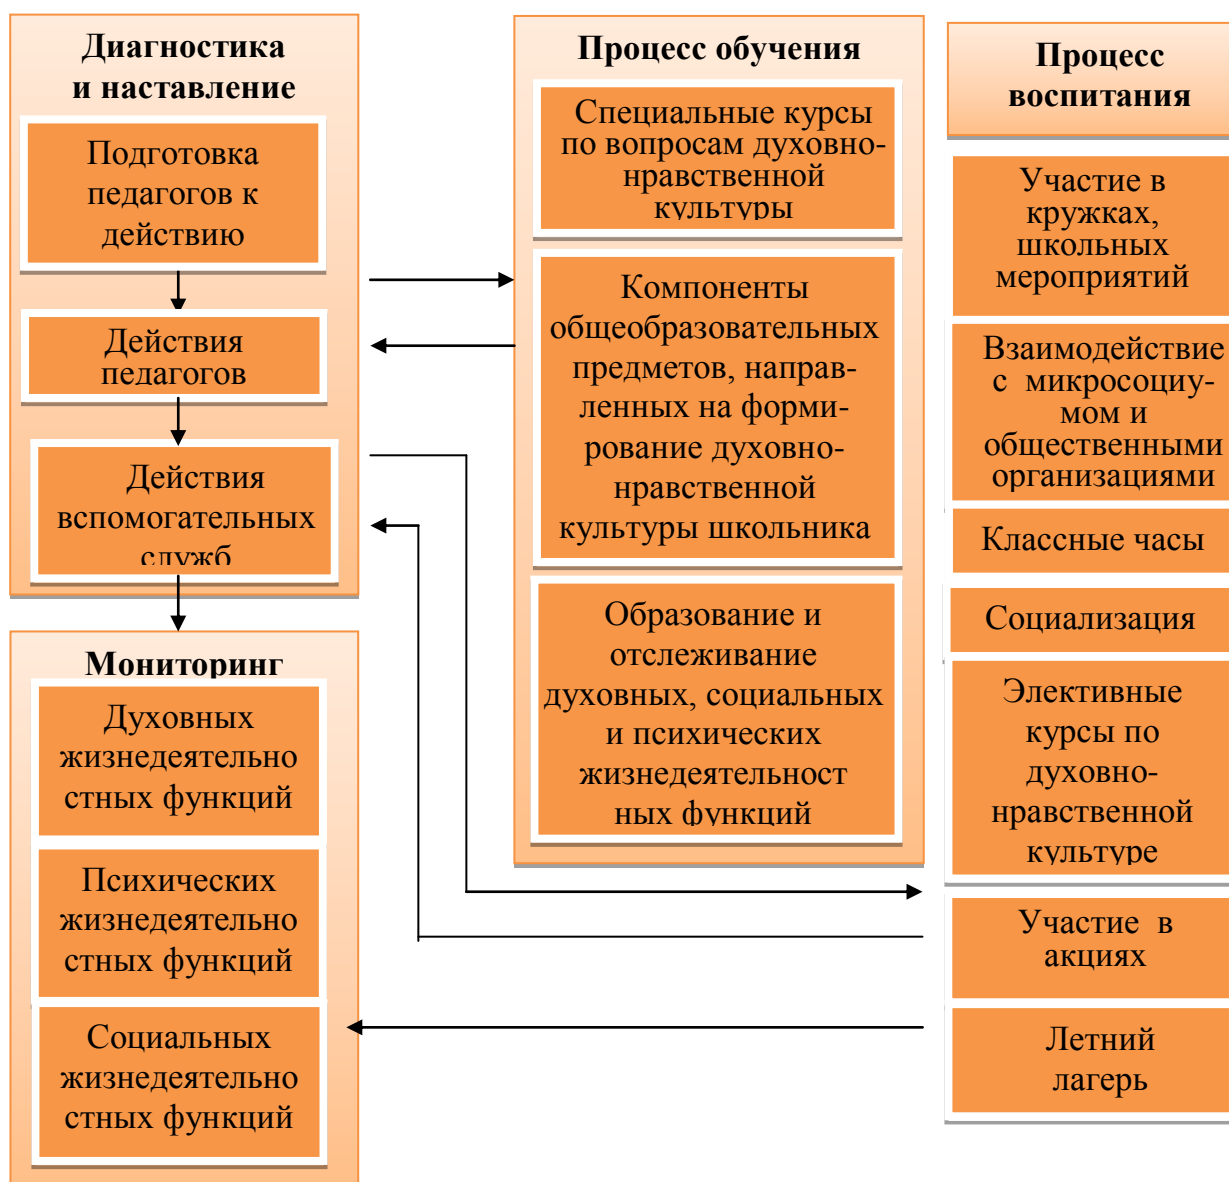 Диагностика
и наставление
Подготовка
педагогов к
действию
Действия
педагогов
Действия
вспомогательных
служб
Мониторинг
Духовных
жизнедеятельно
стных функций
Психических
жизнедеятельно
стных функций
Социальных
жизнедеятельно
стных функций
Процесс обучения
Специальные курсы
по вопросам духовно-
нравственной
культуры
Компоненты
общеобразовательных
предметов, направ-
ленных на форми-
рование духовно-
нравственной
культуры школьника
Образование и
отслеживание
духовных, социальных
и психических
жизнедеятельност
ных функций
Процесс
воспитания
Участие в
кружках,
школьных
мероприятий
Взаимодействие
с микросоциу-
мом и
общественными
организациями
Классные часы
Социализация
Элективные
курсы по
духовно-
нравственной
культуре
Участие в
акциях
Летний
лагерь